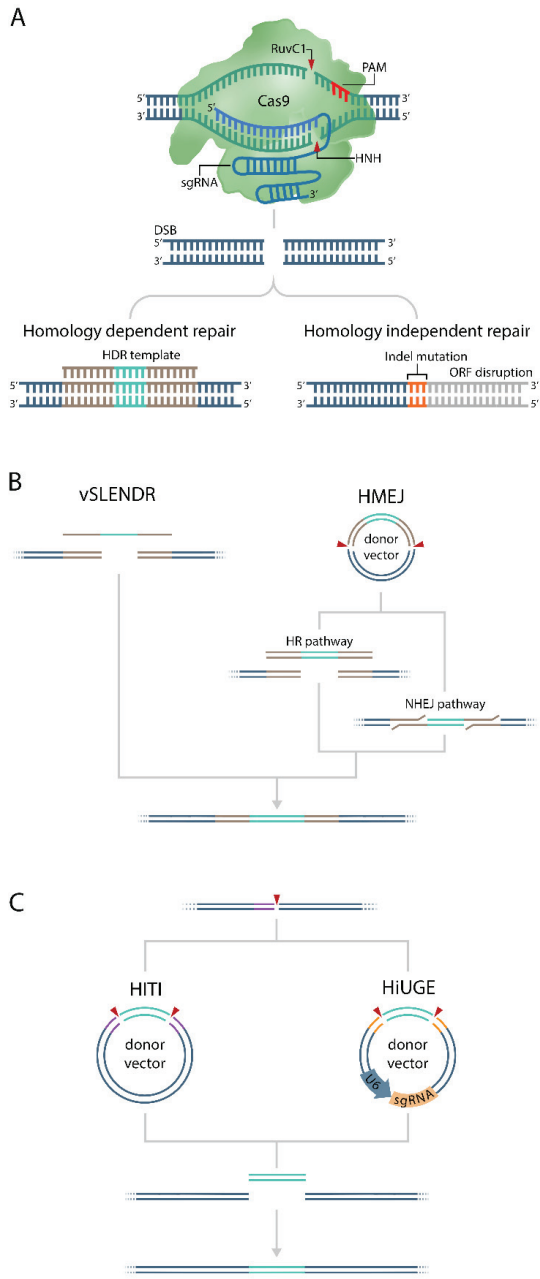 A
RuvC1
PAM
5′
3′
Cas9
5′
3′
5′
HNH
sgRNA
3′
DSB
5′
3′
3′
5′
Homology dependent repair
Homology independent repair
HDR template
Indel mutation
ORF disruption
5′
3′
5′
3′
3′
5′
3′
5′
B
vSLENDR
HMEJ
donor
vector
HR pathway
NHEJ pathway
C
HITI
HiUGE
donor
vector
donor
vector
U6
sgRNA